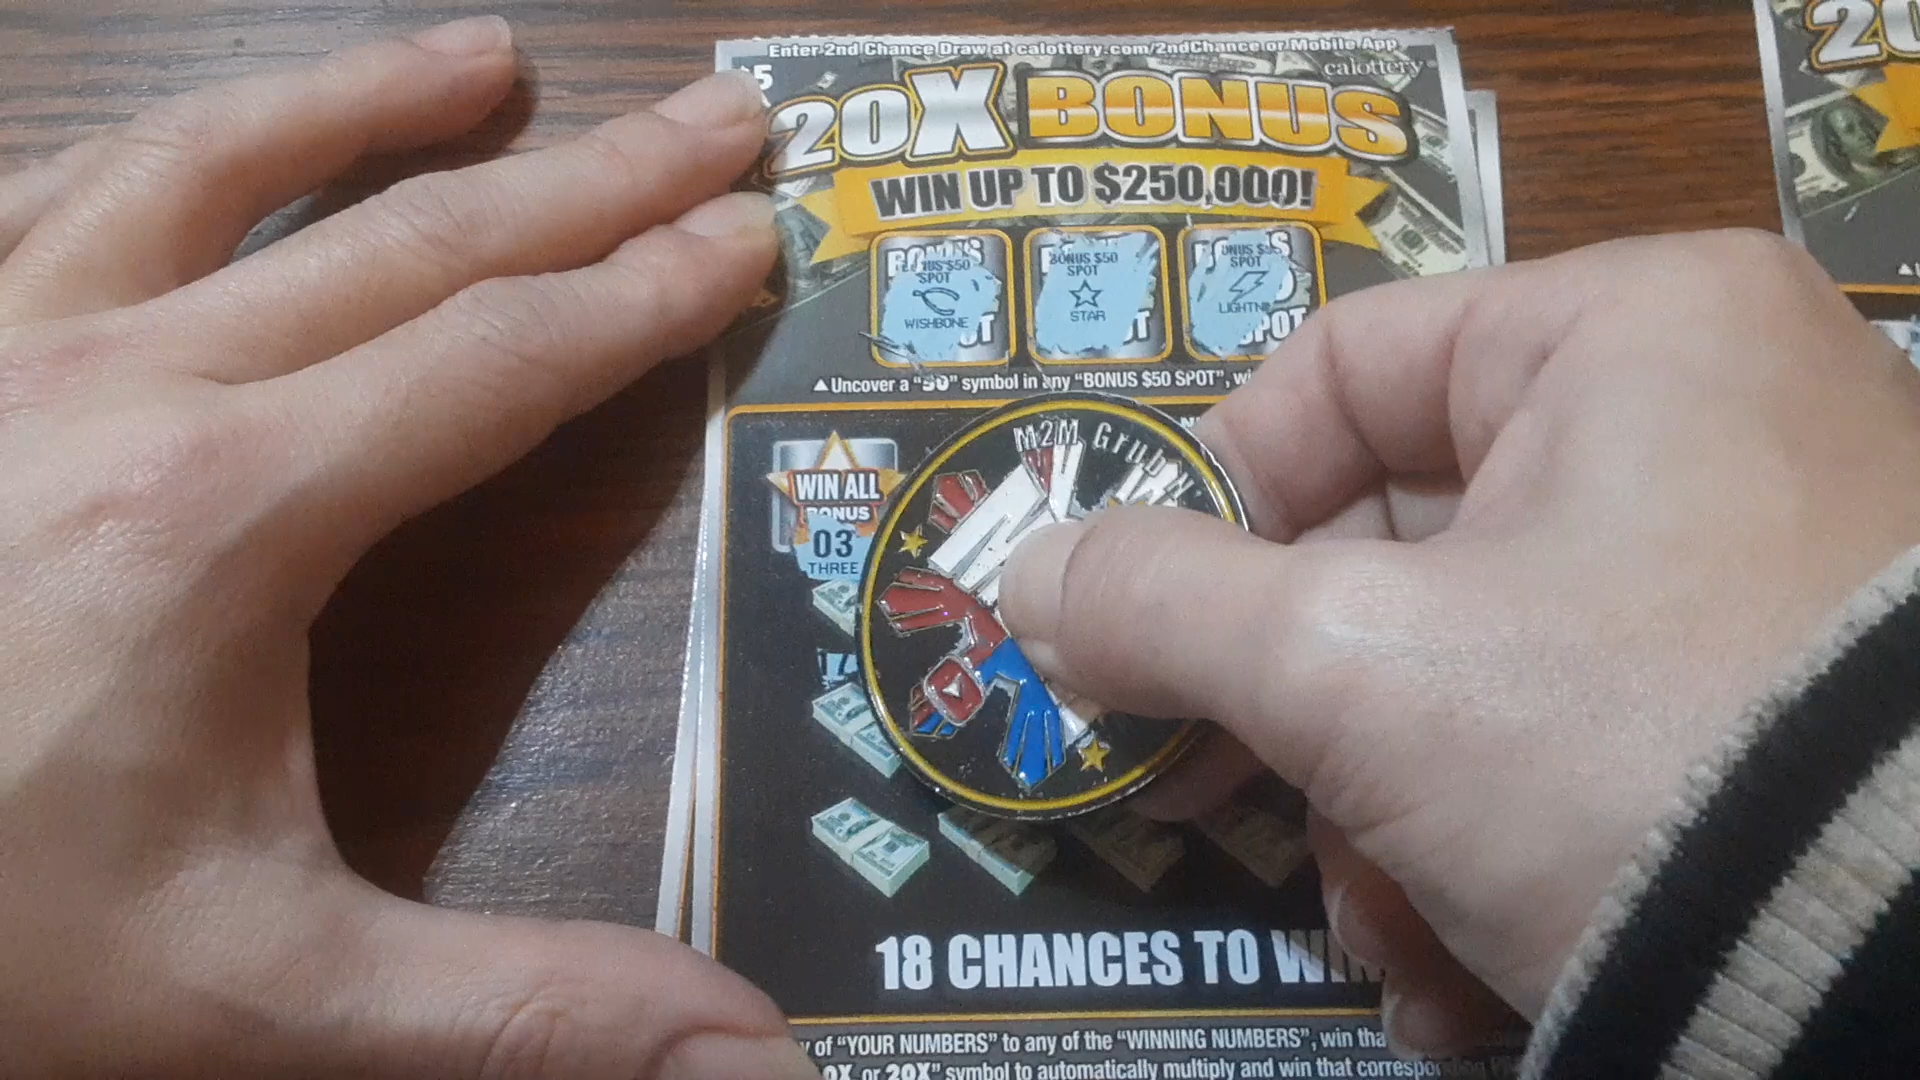 Enter 2nd Chance Draw at calottery.com/2ndChance or Mobile App
$5
calottery
20X BONUS
20
WIN UP TO $250,000!
BONUS $50
SPOT
WISHBONE
BONUS $50
SPOT
STAR
SPOT
▲Uncover a "50" symbol in any "BONUS $50 SPOT",
M2M
WIN ALL
BONUS
03
THREE
18 CHANCES TO WIN
of "YOUR NUMBERS" to any of the "WINNING NUMBERS", win
or 20X" symbol to automatically multiply and win that